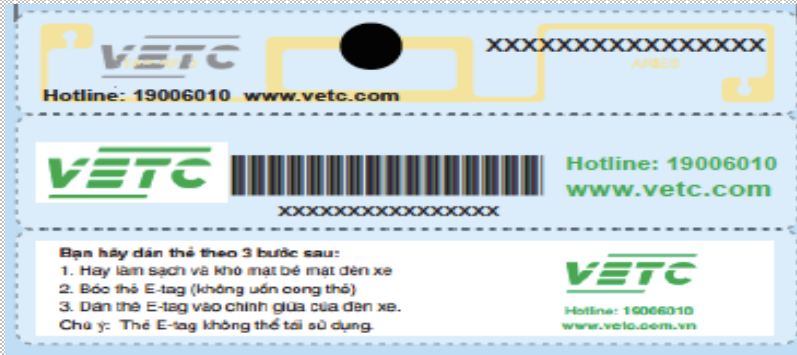 VETC
XXXXXXXXXXXXXXXX
Hotline: 19006010 www.vetc.com
VETC
Hotline: 19006010
www.vetc.com
XXXXXXXXXXXXXXXX
Bạn hãy dán thẻ theo 3 bước sau:
1. Hãy làm sạch và khô mặt bề mặt đèn xe
2. Bóc thẻ E-tag (không uốn cong thẻ)
3. Dán thẻ E-tag vào chính giữa của đèn xe.
Chú ý: Thẻ E-tag không thể tái sử dụng.
VETC
Hotline: 19006010
www.vetc.com.vn